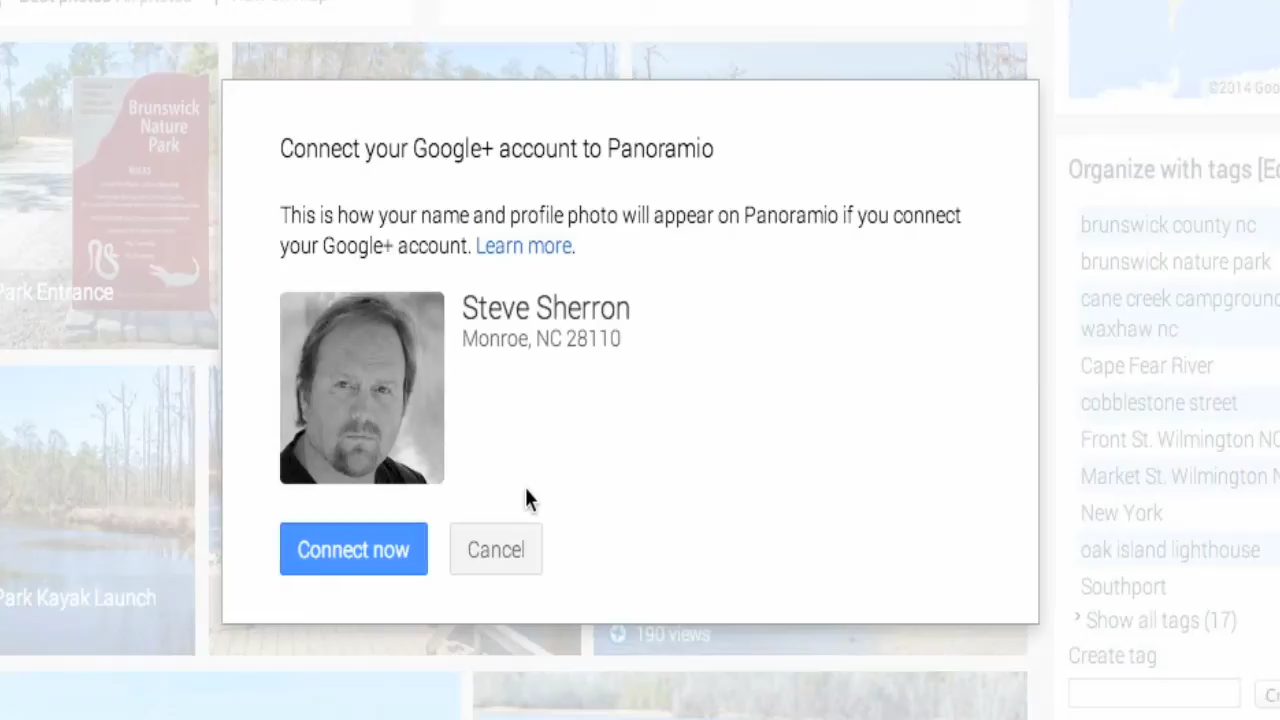 Brunswick
Nature
Park
RULES
Park Entrance
Park Kayak Launch
Connect your Google+ account to Panoramio
This is how your name and profile photo will appear on Panoramio if you connect
your Google+ account. Learn more.
Steve Sherron
Monroe, NC 28110
Connect now
Cancel
190 views
©2014 Goo
Organize with tags [Ed
brunswick county nc
brunswick nature park
cane creek campground
waxhaw nc
Cape Fear River
cobblestone street
Front St. Wilmington NC
Market St. Wilmington N
New York
oak island lighthouse
Southport
Show all tags (17)
Create tag